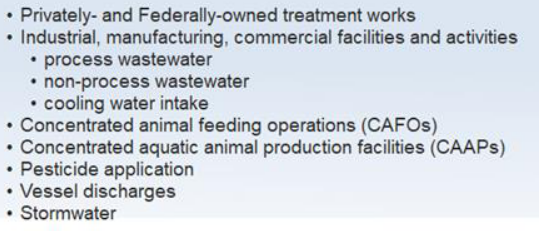 • Privately- and Federally-owned treatment works
• Industrial, manufacturing, commercial facilities and activities
• process wastewater
• non-process wastewater
• cooling water intake
• Concentrated animal feeding operations (CAFOs)
• Concentrated aquatic animal production facilities (CAAPs)
• Pesticide application
• Vessel discharges
• Stormwater